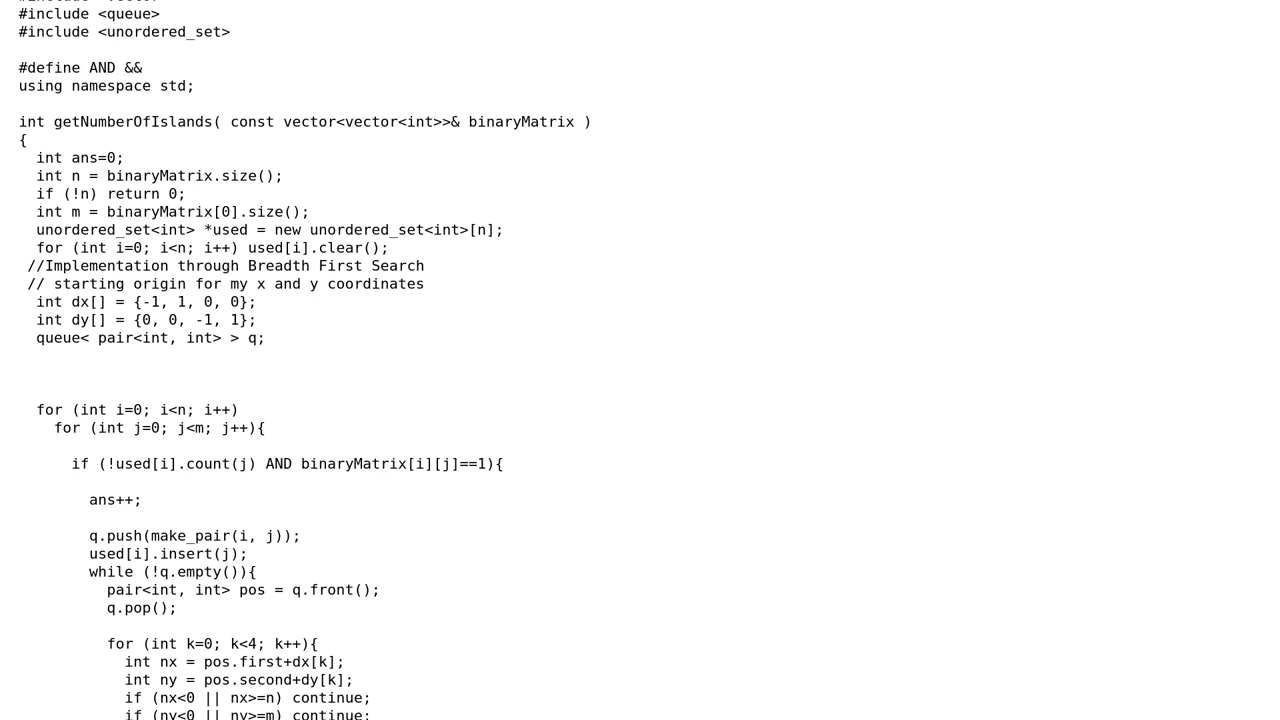 #include <queue>
#include <unordered_set>
#define AND &&
using namespace std;
int getNumberOfIslands( const vector<vector<int>>& binaryMatrix )
{
int ans=0;
int n = binaryMatrix.size();
if (!n) return 0;
int m = binaryMatrix[0].size();
unordered_set<int> *used = new unordered_set<int>[n];
for (int i=0; i<n; i++) used[i].clear();
//Implementation through Breadth First Search
// starting origin for my x and y coordinates
int dx[] = {-1, 1, 0, 0};
int dy[] = {0, 0, -1, 1};
queue< pair<int, int> > q;
for (int i=0; i<n; i++)
for (int j=0; j<m; j++){
if (!used[i].count(j) AND binaryMatrix[i][j]==1){
ans++;
q.push(make_pair(i, j));
used[i].insert(j);
while (!q.empty()){
pair<int, int> pos = q.front();
q.pop();
for (int k=0; k<4; k++){
int nx = pos.first+dx[k];
int ny = pos.second+dy[k];
if (nx<0 || nx>=n) continue;
if (ny<0 || ny>=m) continue;